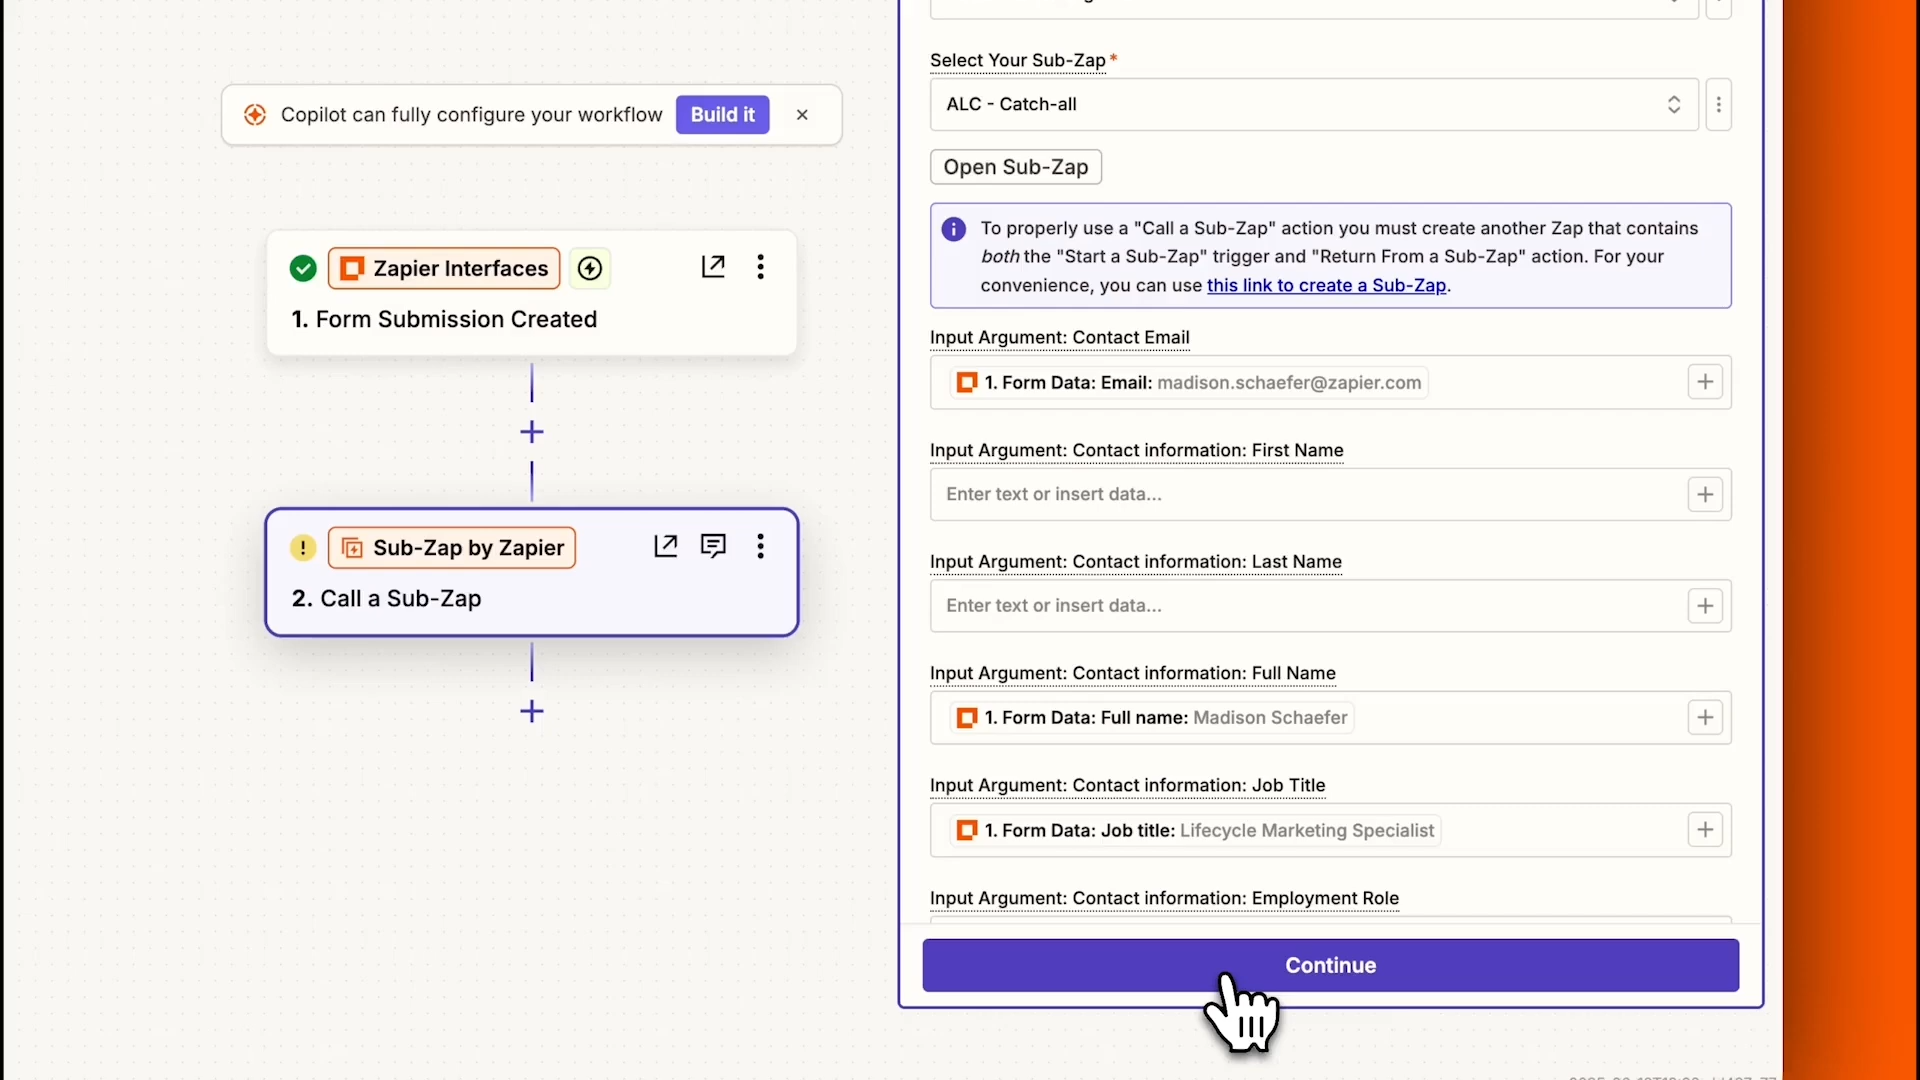 Copilot can fully configure your workflow
Build it
Zapier Interfaces
1. Form Submission Created
Sub-Zap by Zapier
2. Call a Sub-Zap
Select Your Sub-Zap *
ALC - Catch-all
Open Sub-Zap
To properly use a "Call a Sub-Zap" action you must create another Zap that contains
both the "Start a Sub-Zap" trigger and "Return From a Sub-Zap" action. For your
convenience, you can use this link to create a Sub-Zap.
Input Argument: Contact Email
1. Form Data: Email: madison.schaefer@zapier.com
Input Argument: Contact information: First Name
Enter text or insert data...
Input Argument: Contact information: Last Name
Enter text or insert data...
Input Argument: Contact information: Full Name
1. Form Data: Full name: Madison Schaefer
Input Argument: Contact information: Job Title
1. Form Data: Job title: Lifecycle Marketing Specialist
Input Argument: Contact information: Employment Role
Continue